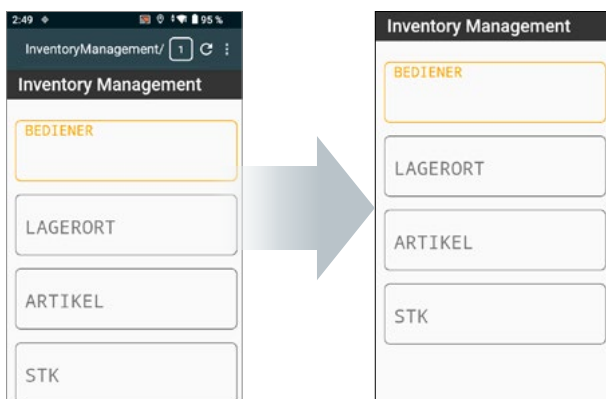 2:49
95 %
InventoryManagement/ 1
Inventory Management
BEDIENER
LAGERORT
ARTIKEL
STK
Inventory Management
BEDIENER
LAGERORT
ARTIKEL
STK